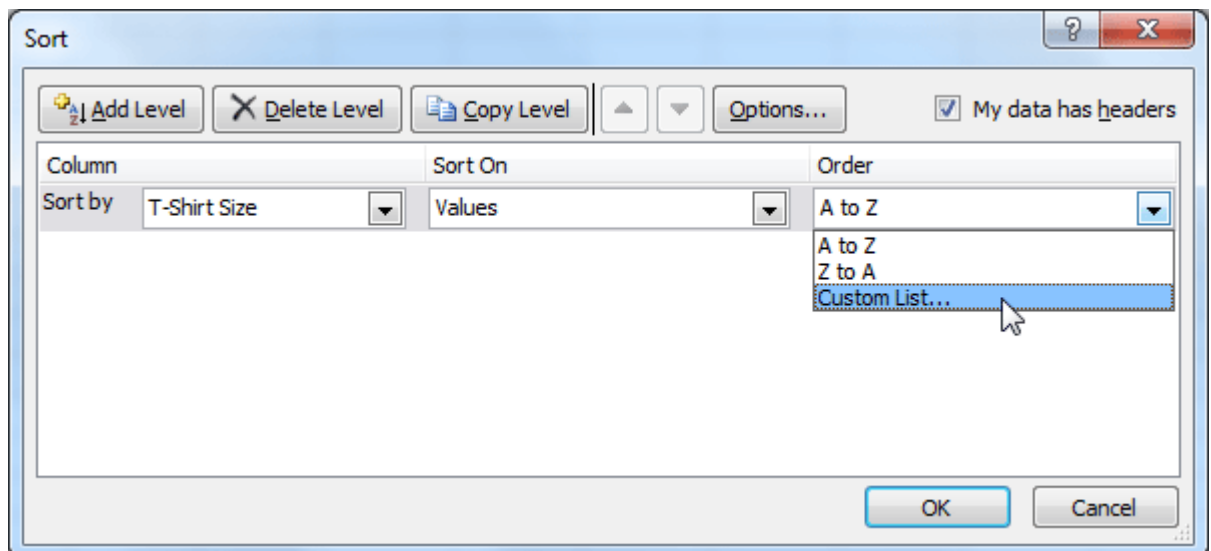 Sort
Add Level Delete Level Copy Level Options... My data has headers
Column Sort On Order
Sort by T-Shirt Size Values A to Z
A to Z
Z to A
Custom List...
OK Cancel